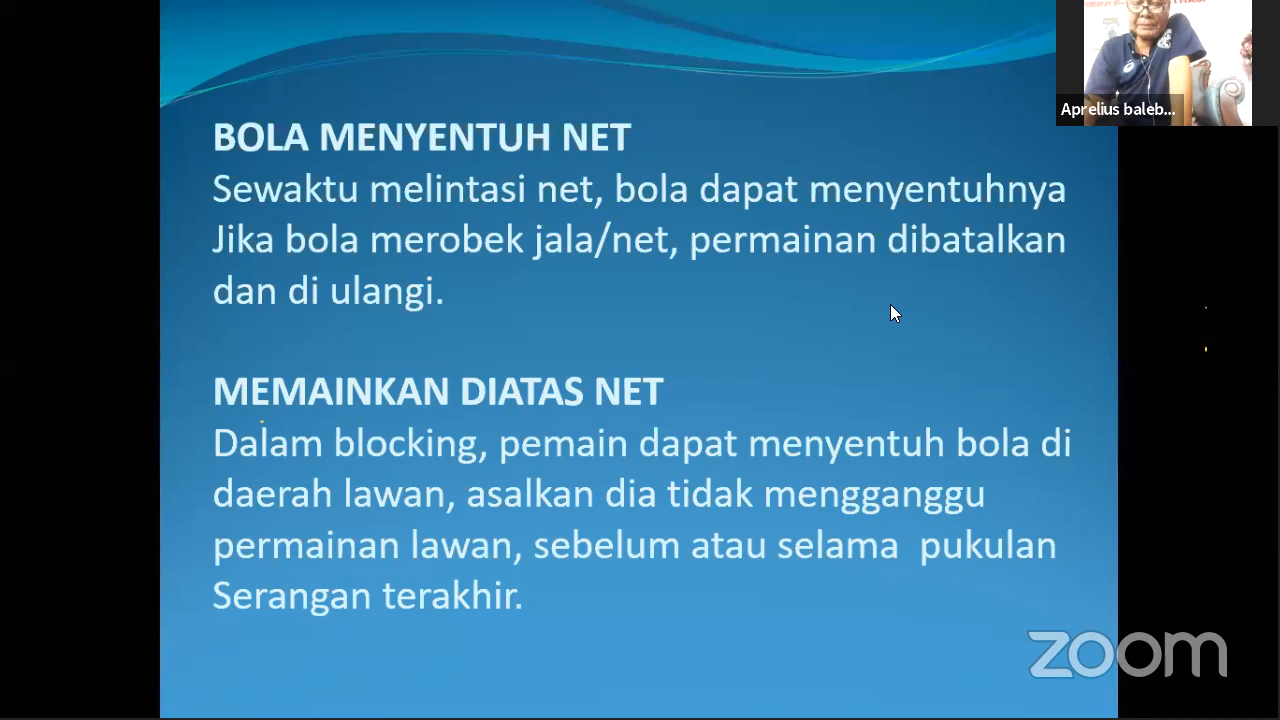 BOLA MENYENTUH NET
Sewaktu melintasi net, bola dapat menyentuhnya
Jika bola merobek jala/net, permainan dibatalkan
dan di ulangi.
MEMAINKAN DIATAS NET
Dalam blocking, pemain dapat menyentuh bola di
daerah lawan, asalkan dia tidak mengganggu
permainan lawan, sebelum atau selama  pukulan
Serangan terakhir.
Aprelius baleb...
zoom